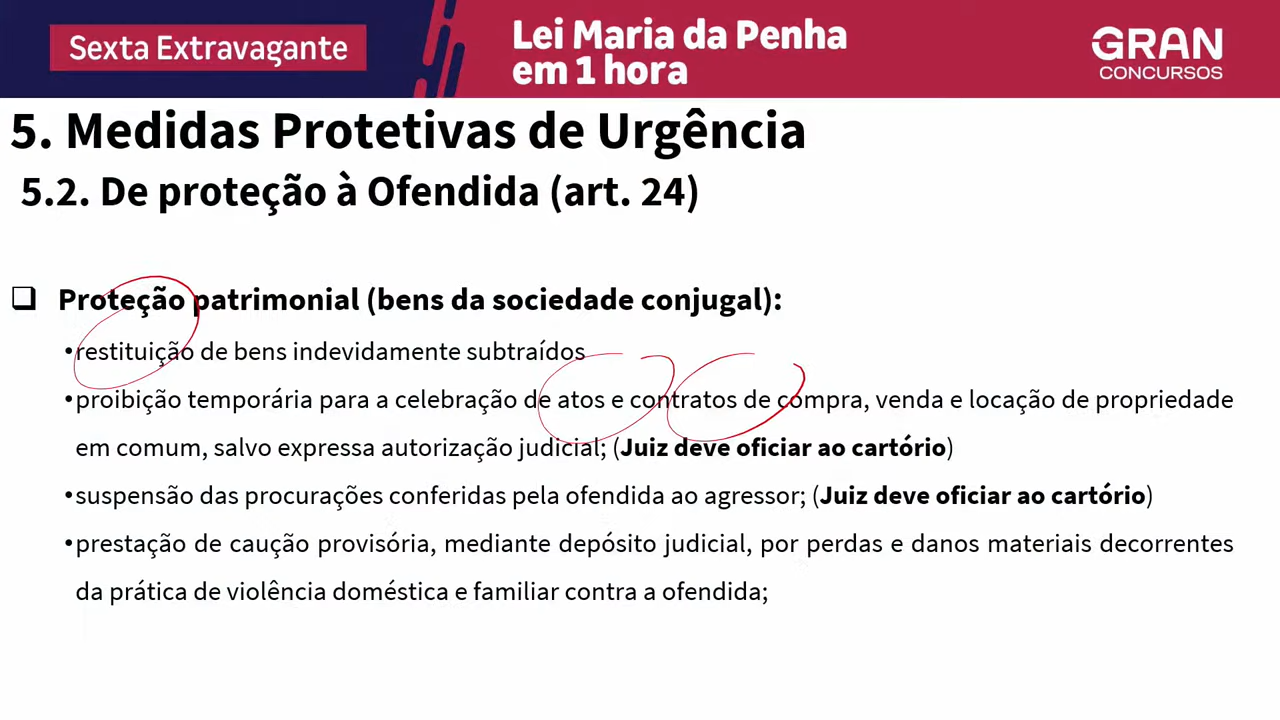 Sexta Extravagante
Lei Maria da Penha
em 1 hora
GRAN
CONCURSOS
5. Medidas Protetivas de Urgência
5.2. De proteção à Ofendida (art. 24)
❑ Proteção patrimonial (bens da sociedade conjugal):
•restituição de bens indevidamente subtraídos
•proibição temporária para a celebração de atos e contratos de compra, venda e locação de propriedade
em comum, salvo expressa autorização judicial; (Juiz deve oficiar ao cartório)
•suspensão das procurações conferidas pela ofendida ao agressor; (Juiz deve oficiar ao cartório)
•prestação de caução provisória, mediante depósito judicial, por perdas e danos materiais decorrentes
da prática de violência doméstica e familiar contra a ofendida;